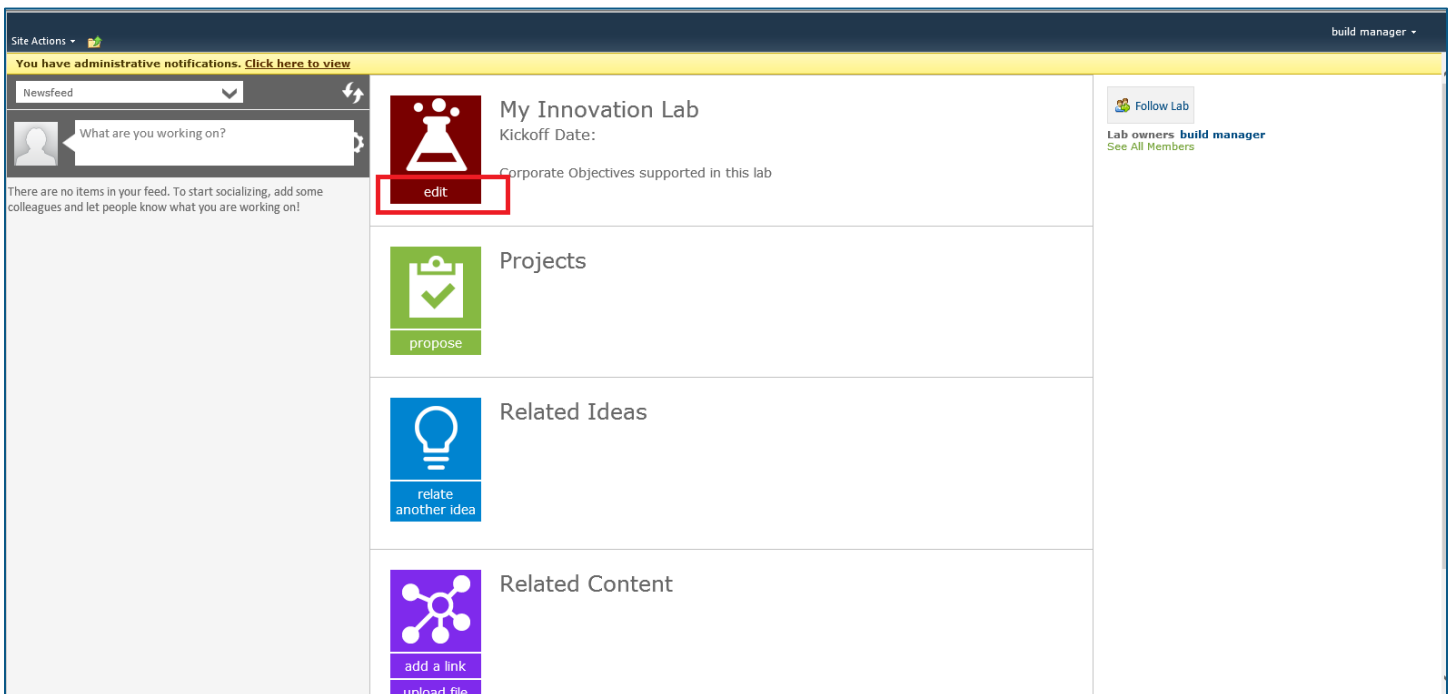 build manager
Site Actions
You have administrative notifications. Click here to view
Newsfeed
What are you working on?
There are no items in your feed. To start socializing, add some
colleagues and let people know what you are working on!
My Innovation Lab
Kickoff Date:
Corporate Objectives supported in this lab
edit
Projects
propose
Related Ideas
relate
another idea
Related Content
add a link
upload file
Follow Lab
Lab owners build manager
See All Members